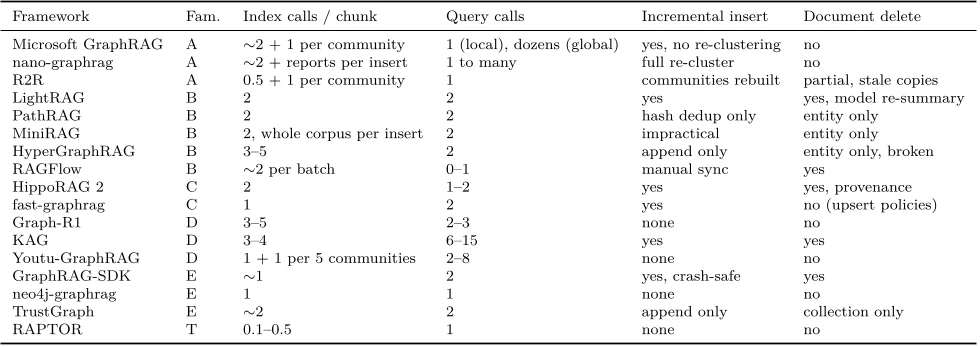 Framework Fam. Index calls / chunk Query calls Incremental insert Document delete
Microsoft GraphRAG A ∼2 + 1 per community 1 (local), dozens (global) yes, no re-clustering no
nano-graphrag A ∼2 + reports per insert 1 to many full re-cluster no
R2R A 0.5 + 1 per community 1 communities rebuilt partial, stale copies
LightRAG B 2 2 yes yes, model re-summary
PathRAG B 2 2 hash dedup only entity only
MiniRAG B 2, whole corpus per insert 2 impractical entity only
HyperGraphRAG B 3–5 2 append only entity only, broken
RAGFlow B ∼2 per batch 0–1 manual sync yes
HippoRAG 2 C 2 1–2 yes yes, provenance
fast-graphrag C 1 2 yes no (upsert policies)
Graph-R1 D 3–5 2–3 none no
KAG D 3–4 6–15 yes yes
Youtu-GraphRAG D 1 + 1 per 5 communities 2–8 none no
GraphRAG-SDK E ∼1 2 yes, crash-safe yes
neo4j-graphrag E 1 1 none no
TrustGraph E ∼2 2 append only collection only
RAPTOR T 0.1–0.5 1 none no